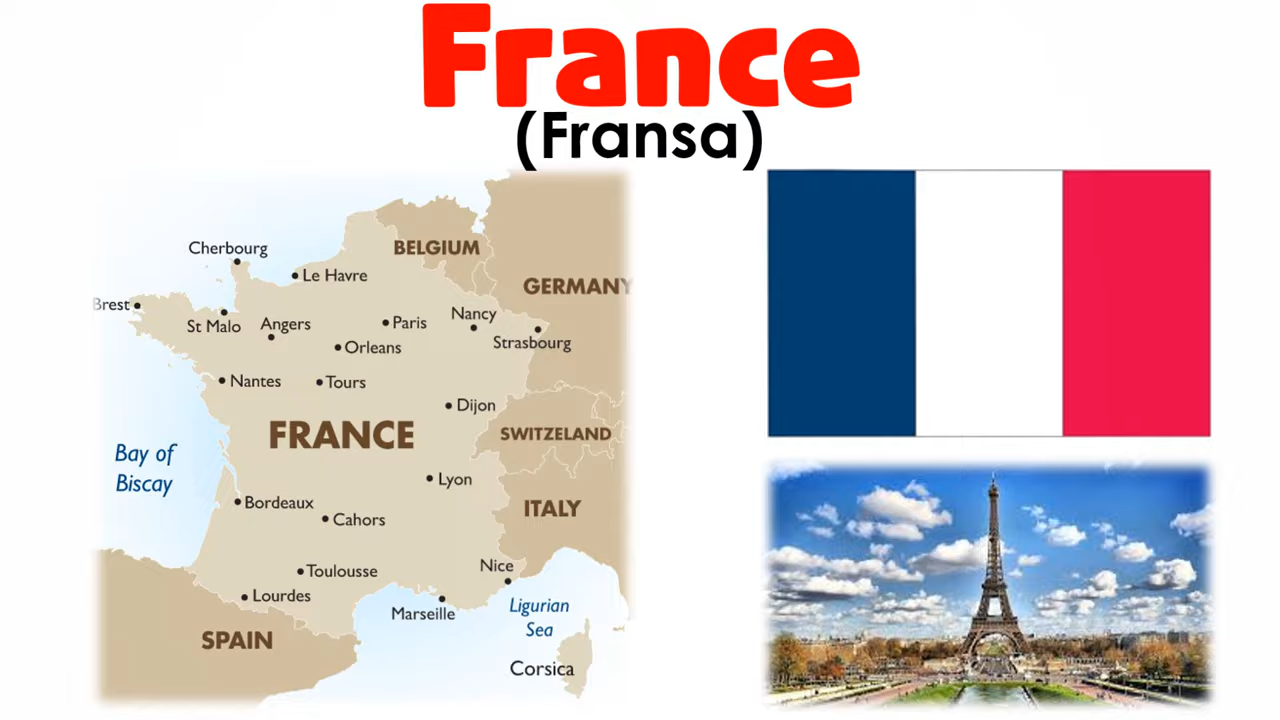 France
(Fransa)
BELGIUM
Cherbourg
Le Havre
GERMANY
Brest
St Malo
Angers
Paris
Nancy
Strasbourg
Orleans
Nantes
Tours
Dijon
FRANCE
SWITZELAND
Bay of
Biscay
Lyon
Bordeaux
ITALY
Cahors
Nice
Toulousse
Lourdes
Marseille
Ligurian
Sea
SPAIN
Corsica